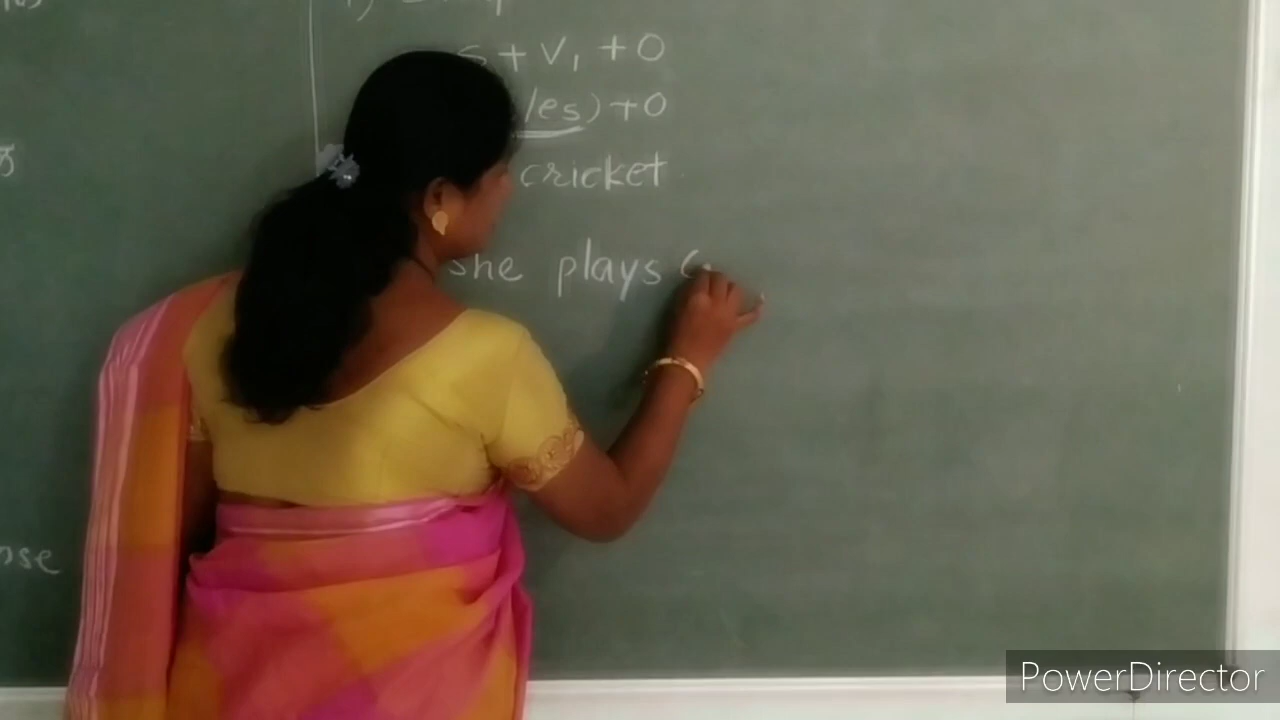 s + V₁ + O
/es) + O
cricket
she plays
PowerDirector